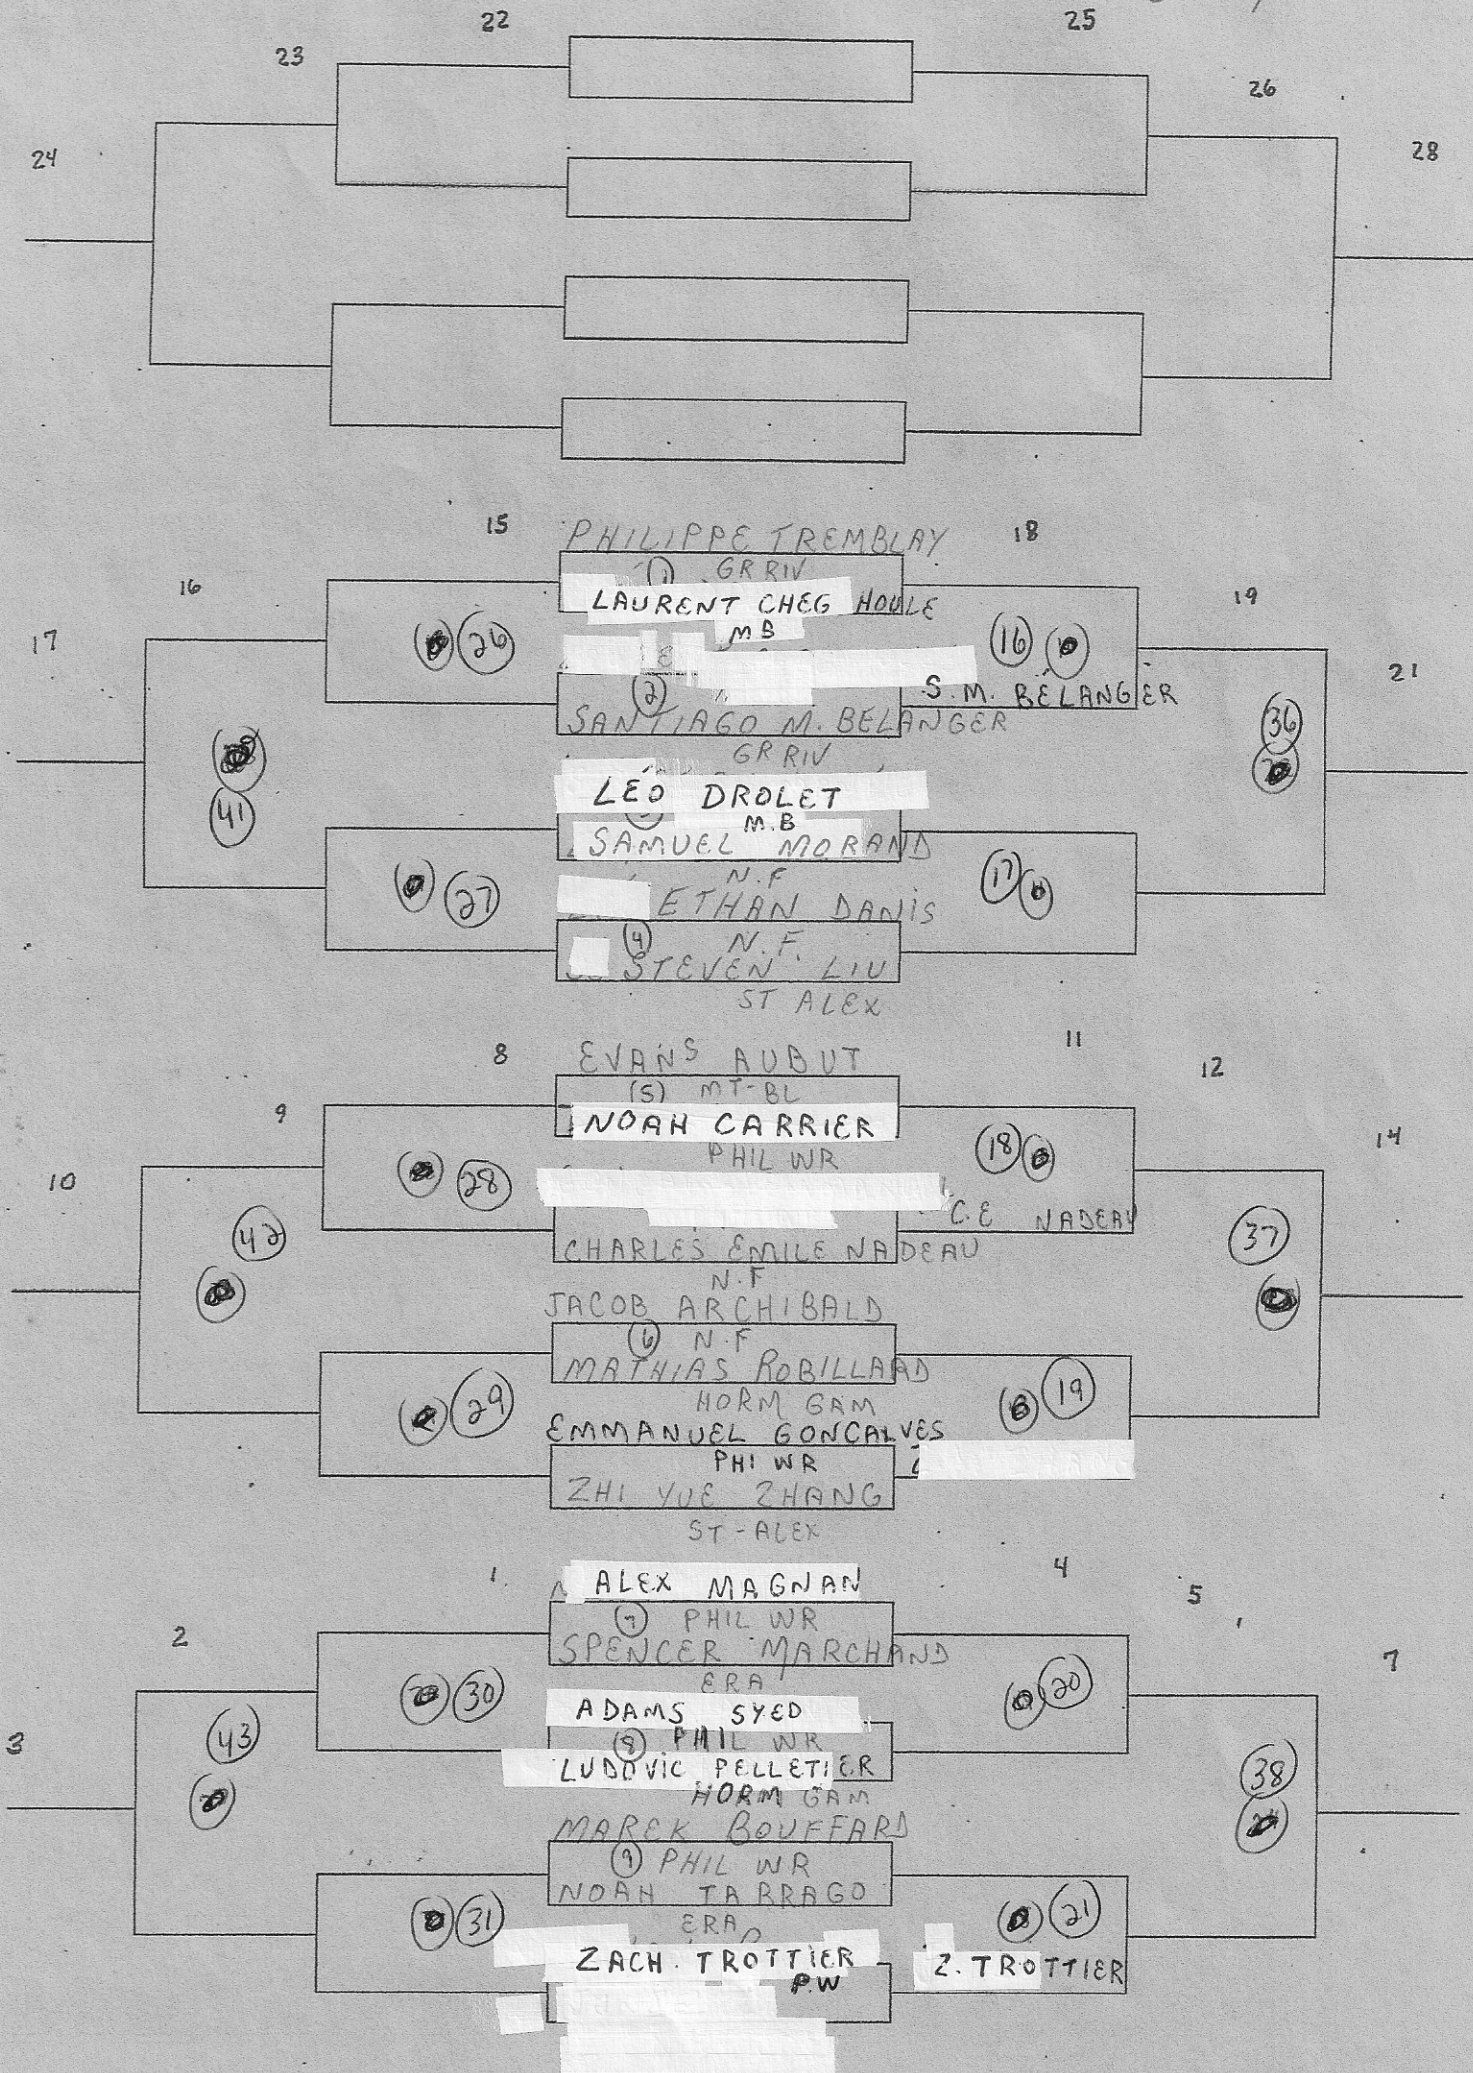 22
25
23
26
24
28
15
PHILIPPE TREMBLAY
18
① GR RIV
16
19
LAURENT CHEG HOULE
17
MB
26
16
21
②
S. M. BÉLANGER
SANTIAGO M. BÉLANGER
36
GR RIV
LÉO DROLET
41
M.B
SAMUEL MORAND
27
N.F
17
ETHAN DANIS
④ N.F.
STEVEN LIU
ST ALEX
8
EVANS AUBUT
11
12
(5) MT-BL
9
NOAH CARRIER
14
PHIL WR
18
10
28
C.E NADEAU
42
37
CHARLES EMILE NADEAU
N.F
JACOB ARCHIBALD
⑥ N.F
MATHIAS ROBILLARD
29
HORM GAM
19
EMMANUEL GONCALVES
PHI WR
ZHI YUE ZHANG
ST-ALEX
1
ALEX MAGNAN
4
5
2
⑦ PHIL WR
SPENCER MARCHAND
7
ERA
30
20
ADAMS SYED
3
43
⑧ PHIL WR
LUDOVIC PELLETIER
38
HORM GAM
MAREK BOUFFARD
⑨ PHIL WR
NOAH TABRAGO
31
21
ERA
ZACH. TROTTIER
Z. TROTTIER
P.W